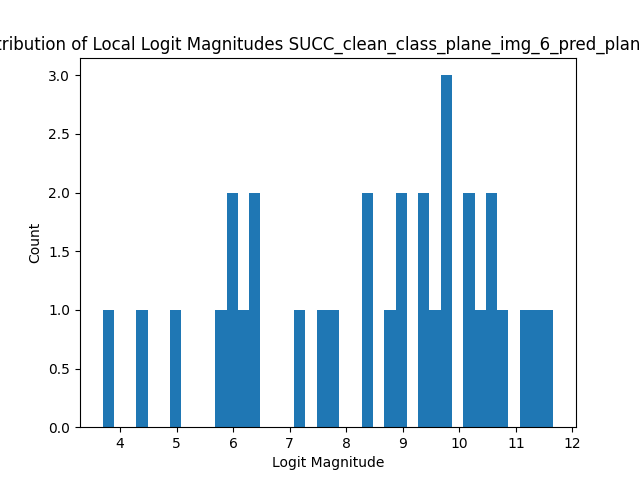 tribution of Local Logit Magnitudes SUCC_clean_class_plane_img_6_pred_plan
3.0
2.5
2.0
1.5
1.0
0.5
0.0
Count
4 5 6 7 8 9 10 11 12
Logit Magnitude